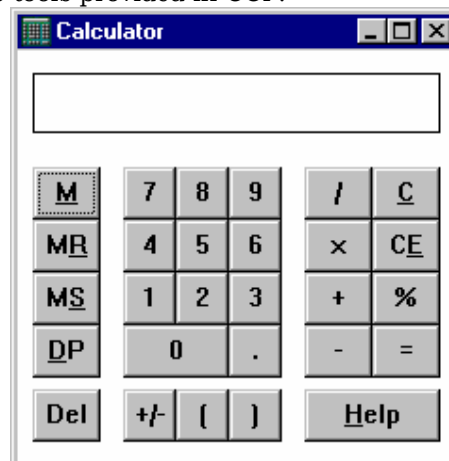 tools provided in
Calculator
M 7 8 9 / C
MR 4 5 6 × CE
MS 1 2 3 + %
DP 0 . - =
Del +/- ( ) Help